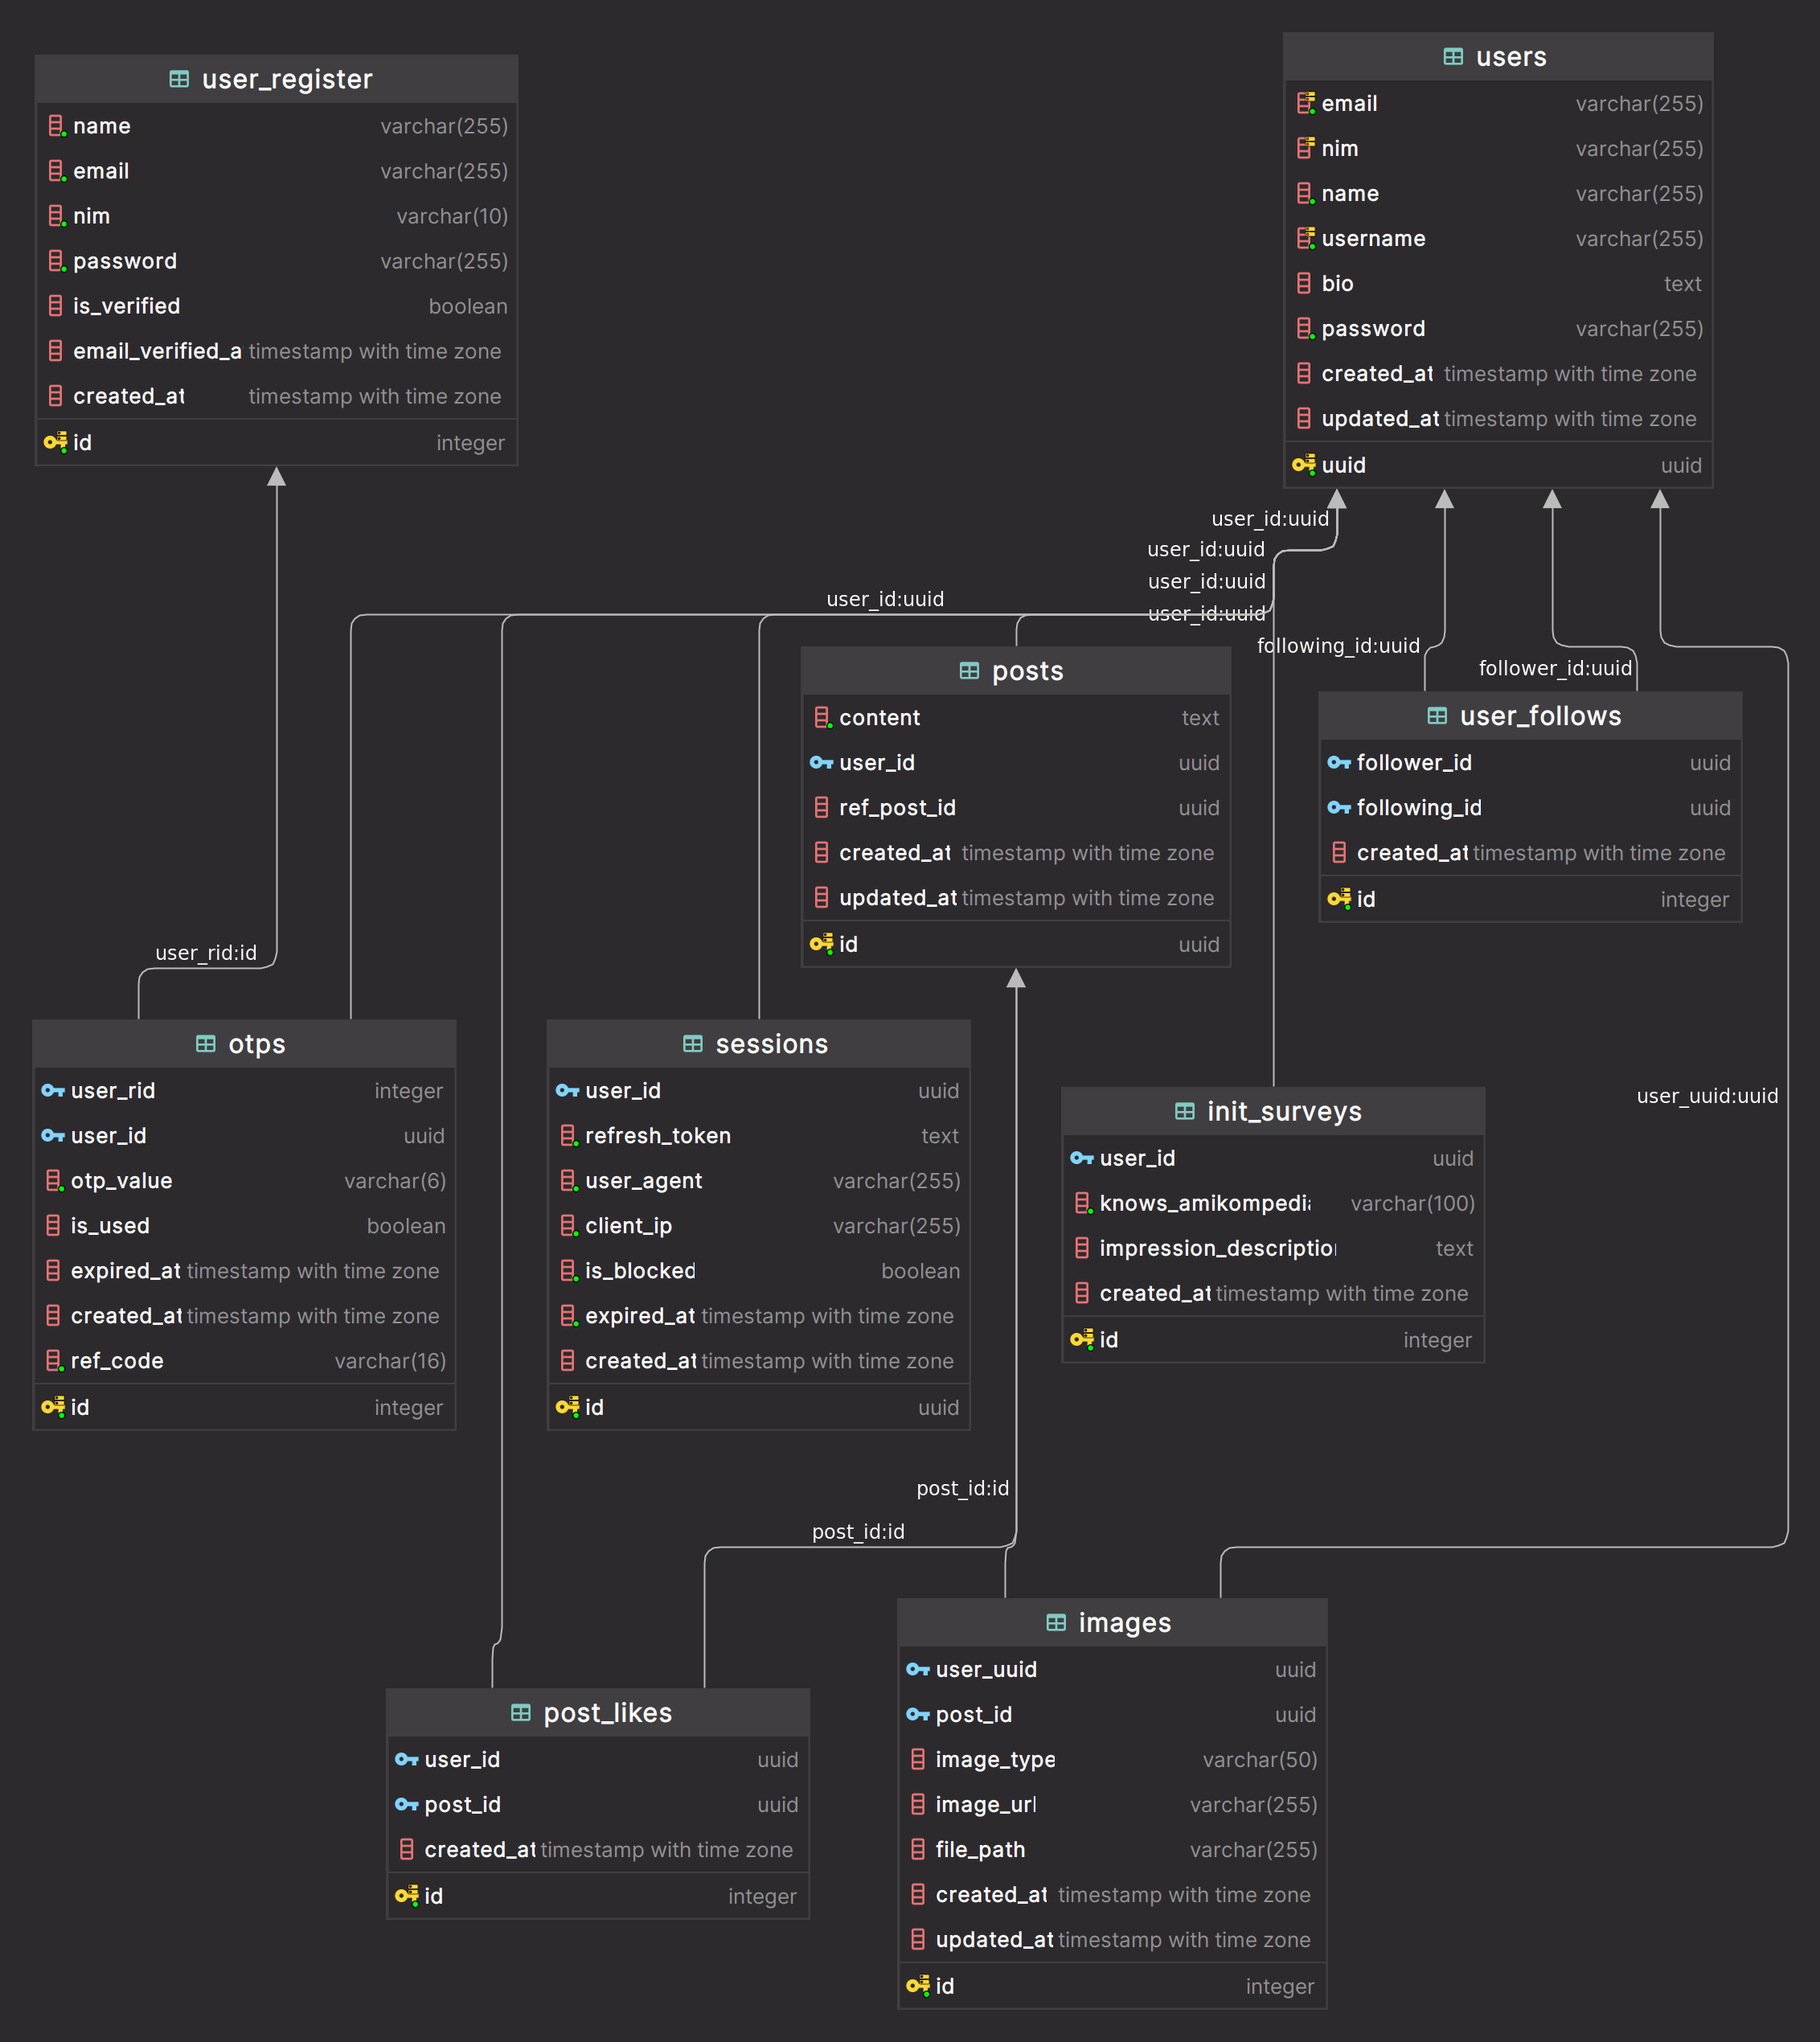 user_register
name varchar(255)
email varchar(255)
nim varchar(10)
password varchar(255)
is_verified boolean
email_verified_a timestamp with time zone
created_at timestamp with time zone
id integer
users
email varchar(255)
nim varchar(255)
name varchar(255)
username varchar(255)
bio text
password varchar(255)
created_at timestamp with time zone
updated_at timestamp with time zone
uuid uuid
user_id:uuid
user_id:uuid
user_id:uuid
user_id:uuid
user_id:uuid
following_id:uuid
follower_id:uuid
posts
content text
user_id uuid
ref_post_id uuid
created_at timestamp with time zone
updated_at timestamp with time zone
id uuid
user_follows
follower_id uuid
following_id uuid
created_at timestamp with time zone
id integer
user_rid:id
otps
user_rid integer
user_id uuid
otp_value varchar(6)
is_used boolean
expired_at timestamp with time zone
created_at timestamp with time zone
ref_code varchar(16)
id integer
sessions
user_id uuid
refresh_token text
user_agent varchar(255)
client_ip varchar(255)
is_blocked boolean
expired_at timestamp with time zone
created_at timestamp with time zone
id uuid
init_surveys
user_id uuid
knows_amikompedia varchar(100)
impression_description text
created_at timestamp with time zone
id integer
user_uuid:uuid
post_id:id
post_id:id
post_likes
user_id uuid
post_id uuid
created_at timestamp with time zone
id integer
images
user_uuid uuid
post_id uuid
image_type varchar(50)
image_url varchar(255)
file_path varchar(255)
created_at timestamp with time zone
updated_at timestamp with time zone
id integer